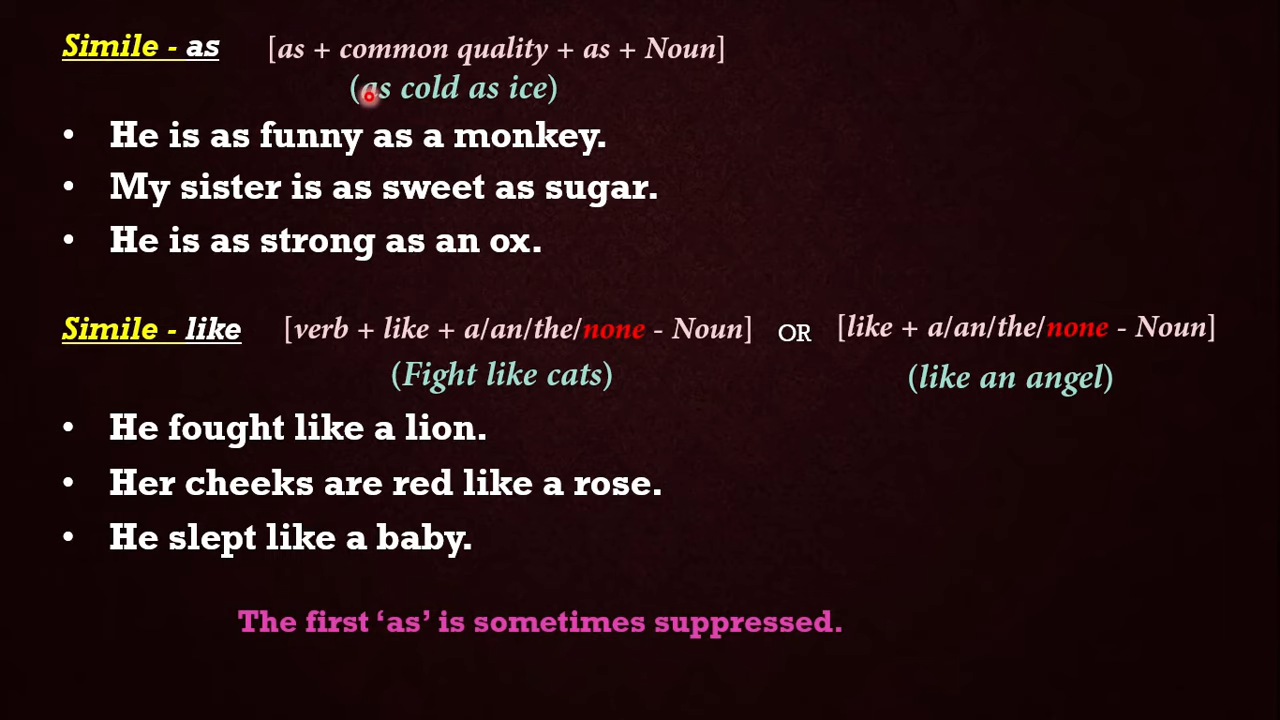 Simile - as [as + common quality + as + Noun]
(as cold as ice)
• He is as funny as a monkey.
• My sister is as sweet as sugar.
• He is as strong as an ox.
Simile - like [verb + like + a/an/the/none - Noun] OR [like + a/an/the/none - Noun]
(Fight like cats) (like an angel)
• He fought like a lion.
• Her cheeks are red like a rose.
• He slept like a baby.
The first ‘as’ is sometimes suppressed.